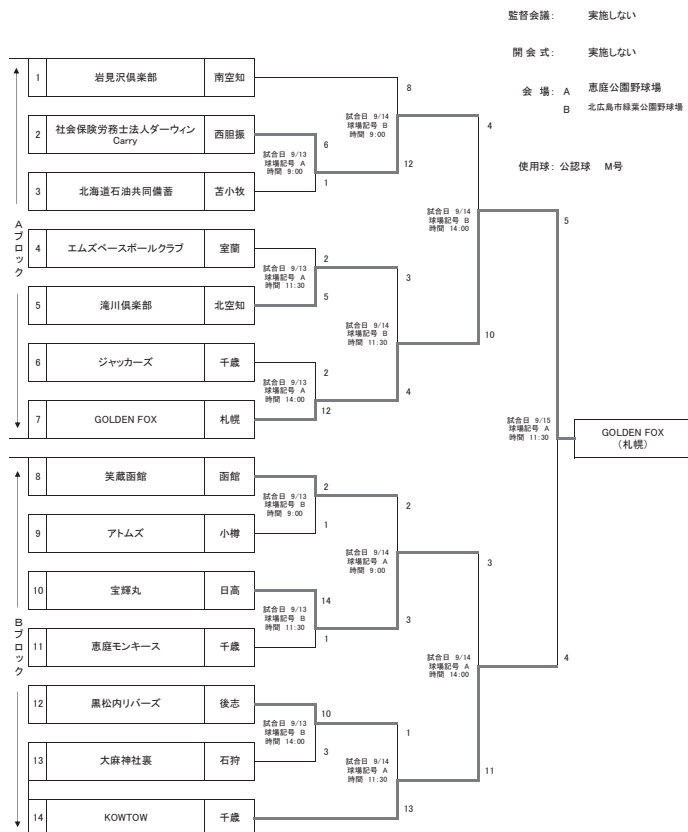 監督会議： 実施しない
開 会 式： 実施しない
会 場： A 恵庭公園野球場
B 北広島市緑葉公園野球場
使用球： 公認球 M号
Aブロック
1 岩見沢倶楽部 南空知
2 社会保険労務士法人ダーウィン
Carry 西胆振
3 北海道石油共同備蓄 苫小牧
4 エムズベースボールクラブ 室蘭
5 滝川倶楽部 北空知
6 ジャッカーズ 千歳
7 GOLDEN FOX 札幌
Bブロック
8 笑蔵函館 函館
9 アトムズ 小樽
10 宝輝丸 日高
11 恵庭モンキース 千歳
12 黒松内リバーズ 後志
13 大麻神社裏 石狩
14 KOWTOW 千歳
試合日 9/13
球場記号 A
時間 9:00
6
1
試合日 9/13
球場記号 A
時間 11:30
2
5
試合日 9/13
球場記号 A
時間 14:00
2
12
試合日 9/13
球場記号 B
時間 9:00
2
1
試合日 9/13
球場記号 B
時間 11:30
14
1
試合日 9/13
球場記号 B
時間 14:00
10
3
試合日 9/14
球場記号 B
時間 9:00
8
12
試合日 9/14
球場記号 B
時間 11:30
3
4
試合日 9/14
球場記号 A
時間 9:00
2
3
試合日 9/14
球場記号 A
時間 11:30
1
13
試合日 9/14
球場記号 B
時間 14:00
4
10
試合日 9/14
球場記号 A
時間 14:00
3
11
試合日 9/15
球場記号 A
時間 11:30
5
4
GOLDEN FOX
（札幌）